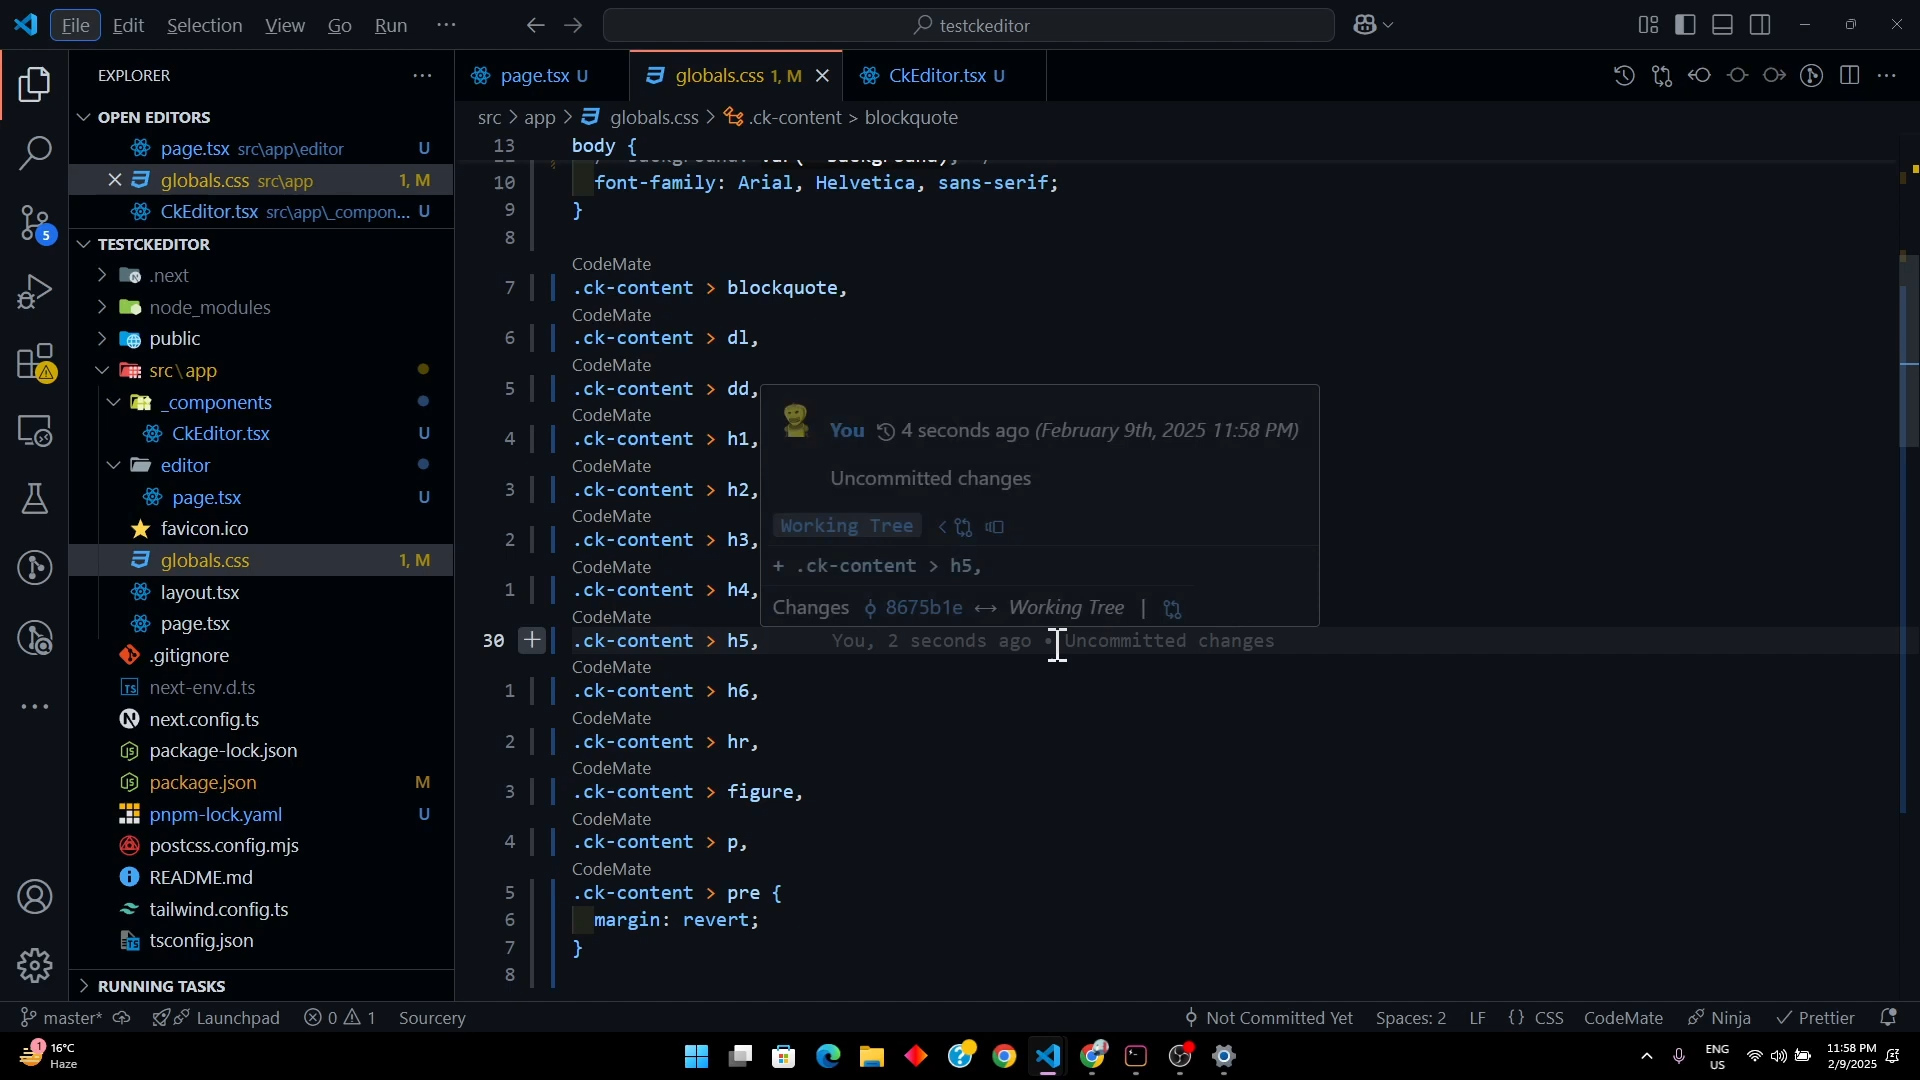 File Edit Selection View Go Run ···
testckeditor
EXPLORER
OPEN EDITORS
page.tsx src\app\editor U
globals.css src\app 1, M
CkEditor.tsx src\app\_compon... U
TESTCKEDITOR
.next
node_modules
public
src\app
_components
CkEditor.tsx U
editor
page.tsx U
favicon.ico
globals.css 1, M
layout.tsx
page.tsx
.gitignore
next-env.d.ts
next.config.ts
package-lock.json
package.json M
pnpm-lock.yaml U
postcss.config.mjs
README.md
tailwind.config.ts
tsconfig.json
RUNNING TASKS
5
page.tsx U
globals.css 1, M
CkEditor.tsx U
src > app > globals.css > .ck-content > blockquote
13 body {
10 font-family: Arial, Helvetica, sans-serif;
9 }
8
CodeMate
7 .ck-content > blockquote,
CodeMate
6 .ck-content > dl,
CodeMate
5 .ck-content > dd,
CodeMate
4 .ck-content > h1,
CodeMate
3 .ck-content > h2,
CodeMate
2 .ck-content > h3,
CodeMate
1 .ck-content > h4,
CodeMate
30 .ck-content > h5, You, 2 seconds ago • Uncommitted changes
CodeMate
1 .ck-content > h6,
CodeMate
2 .ck-content > hr,
CodeMate
3 .ck-content > figure,
CodeMate
4 .ck-content > p,
CodeMate
5 .ck-content > pre {
6 margin: revert;
7 }
8
You 4 seconds ago (February 9th, 2025 11:58 PM)
Uncommitted changes
Working Tree
+ .ck-content > h5,
Changes 8675b1e ↔ Working Tree |
master* Launchpad 0 1 Sourcery
Not Committed Yet Spaces: 2 LF {} CSS CodeMate Ninja Prettier
1
16°C
Haze
ENG
US
11:58 PM
2/9/2025